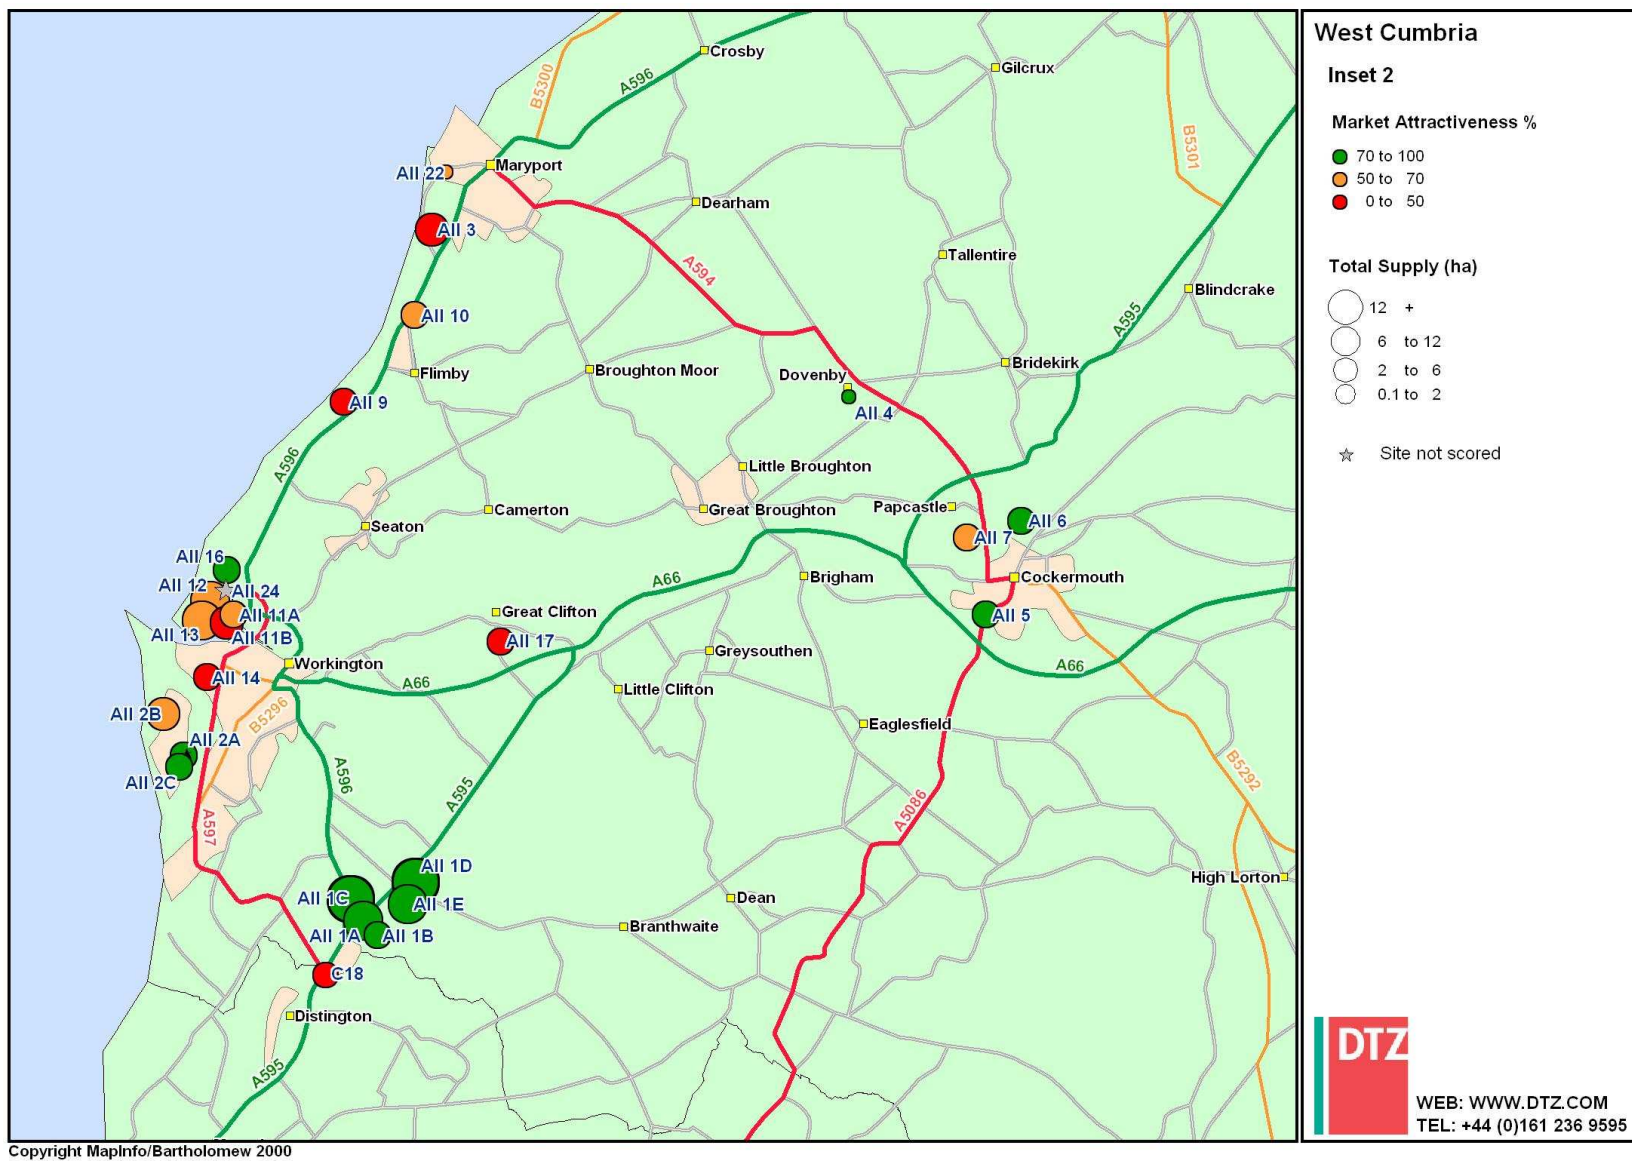 West Cumbria
Inset 2
Market Attractiveness %
70 to 100
50 to 70
0 to 50
Total Supply (ha)
12 +
6 to 12
2 to 6
0.1 to 2
Site not scored
DTZ
WEB: WWW.DTZ.COM
TEL: +44 (0)161 236 9595
Crosby
Gilcrux
A596
B5300
B5301
Maryport
All 22
Dearham
All 3
Tallentire
A594
Blindcrake
All 10
A595
Bridekirk
Flimby
Broughton Moor
Dovenby
All 9
All 4
A596
Little Broughton
Camerton
Great Broughton
Papcastle
Seaton
All 6
All 7
All 16
All 12
All 24
A66
Brigham
Cockermouth
Great Clifton
All 11A
All 5
All 13
All 11B
All 17
Greysouthen
Workington
A66
All 14
A66
Little Clifton
All 2B
B5296
Eaglesfield
All 2A
A596
B5292
All 2C
A595
A597
A5086
All 1D
High Lorton
All 1C
All 1E
Dean
All 1A
All 1B
Branthwaite
C18
Distington
A595
Copyright MapInfo/Bartholomew 2000